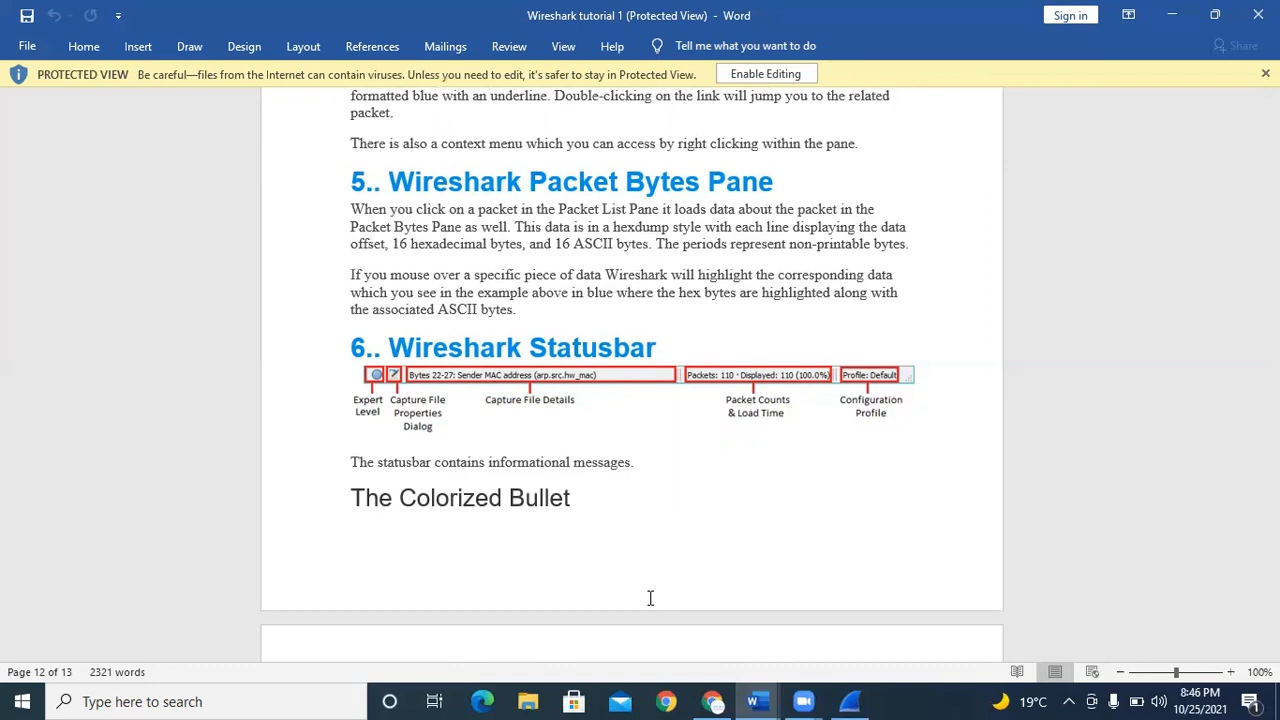 Wireshark tutorial 1 (Protected View) - Word
Sign in
File Home Insert Draw Design Layout References Mailings Review View Help Tell me what you want to do Share
PROTECTED VIEW Be careful—files from the Internet can contain viruses. Unless you need to edit, it's safer to stay in Protected View. Enable Editing
formatted blue with an underline. Double-clicking on the link will jump you to the related
packet.
There is also a context menu which you can access by right clicking within the pane.
5.. Wireshark Packet Bytes Pane
When you click on a packet in the Packet List Pane it loads data about the packet in the
Packet Bytes Pane as well. This data is in a hexdump style with each line displaying the data
offset, 16 hexadecimal bytes, and 16 ASCII bytes. The periods represent non-printable bytes.
If you mouse over a specific piece of data Wireshark will highlight the corresponding data
which you see in the example above in blue where the hex bytes are highlighted along with
the associated ASCII bytes.
6.. Wireshark Statusbar
Bytes 22-27: Sender MAC address (arp.src.hw_mac) Packets: 110 · Displayed: 110 (100.0%) Profile: Default
Expert Level
Capture File Properties Dialog
Capture File Details
Packet Counts & Load Time
Configuration Profile
The statusbar contains informational messages.
The Colorized Bullet
Page 12 of 13 2321 words 100%
Type here to search 19°C 8:46 PM
10/25/2021 1